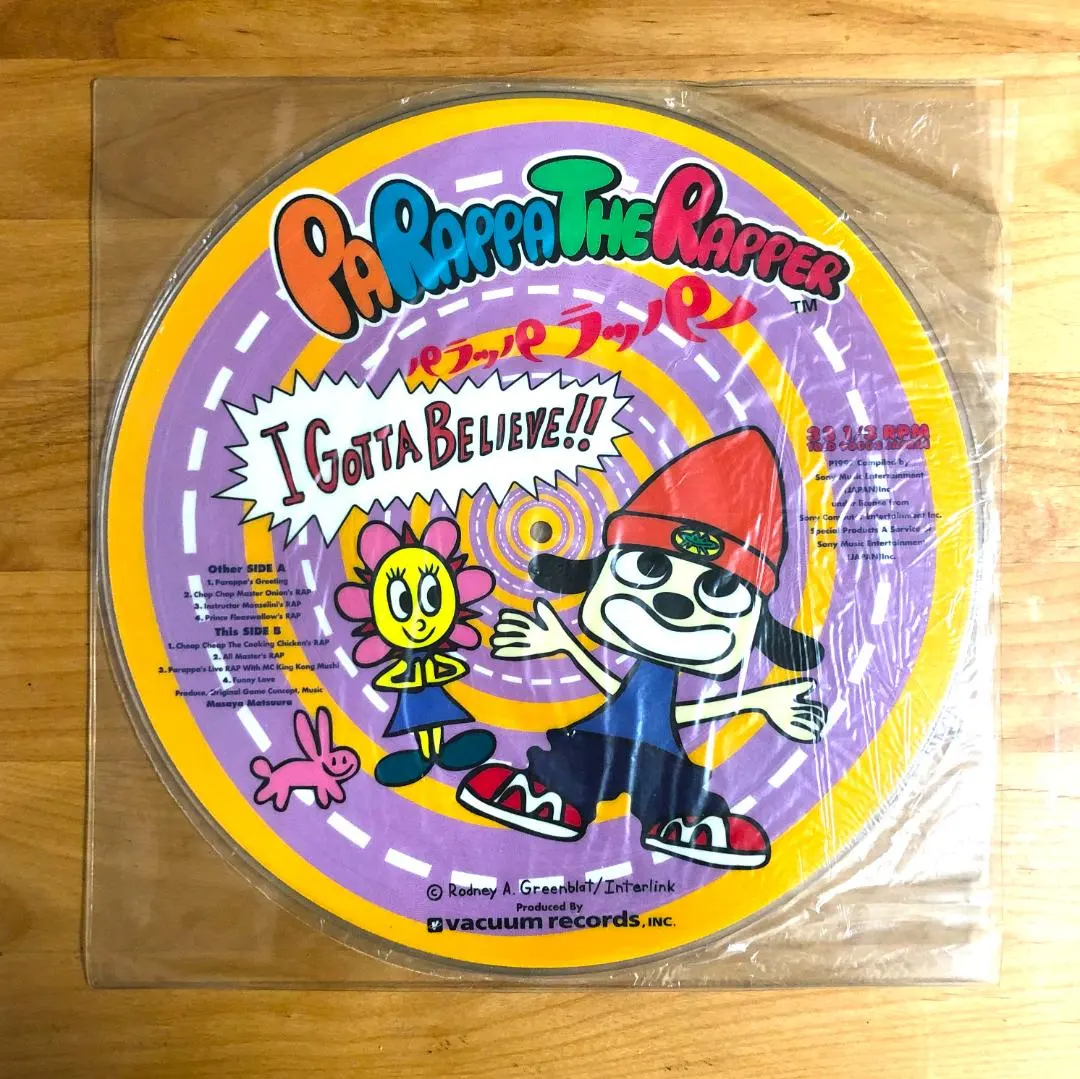 PARAPPA THE RAPPER
TM
パラッパ ラッパー
I GOTTA BELIEVE!!
33 1/3 RPM
Compiled by
Sony Music Entertainment
(JAPAN)Inc.
under license from
Sony Computer Entertainment Inc.
Special Products A Service of
Sony Music Entertainment
(JAPAN)Inc.
Other SIDE A
1. Parappa's Greeting
2. Chop Chop Master Onion's RAP
3. Instructor Mooselini's RAP
4. Prince Fleaswallow's RAP
This SIDE B
1. Cheap Cheap The Cooking Chicken's RAP
2. All Master's RAP
3. Parappa's Live RAP With MC King Kong Mushi
4. Funny Love
Produce, Original Game Concept, Music
Masaya Matsuura
© Rodney A. Greenblat/Interlink
Produced By
vacuum records, INC.